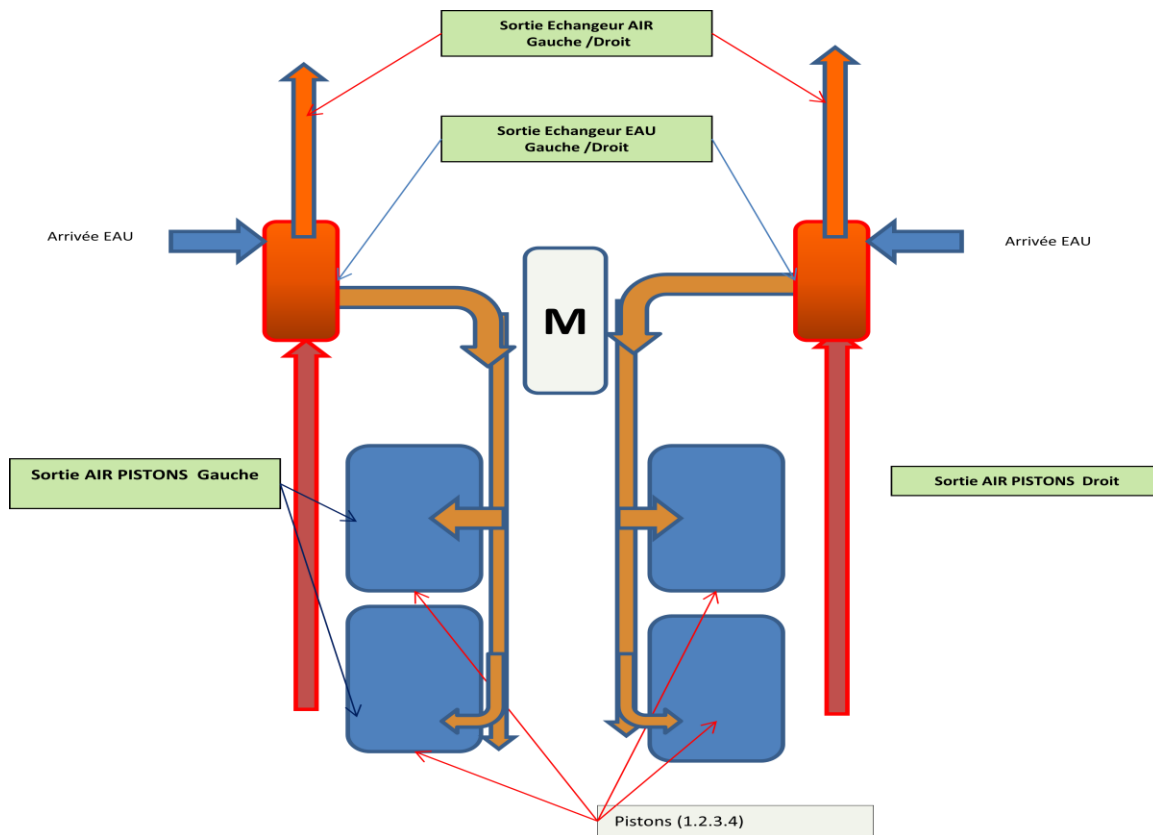 Sortie Echangeur AIR
Gauche /Droit
Sortie Echangeur EAU
Gauche /Droit
Arrivée EAU
Arrivée EAU
M
Sortie AIR PISTONS  Gauche
Sortie AIR PISTONS  Droit
Pistons (1.2.3.4)